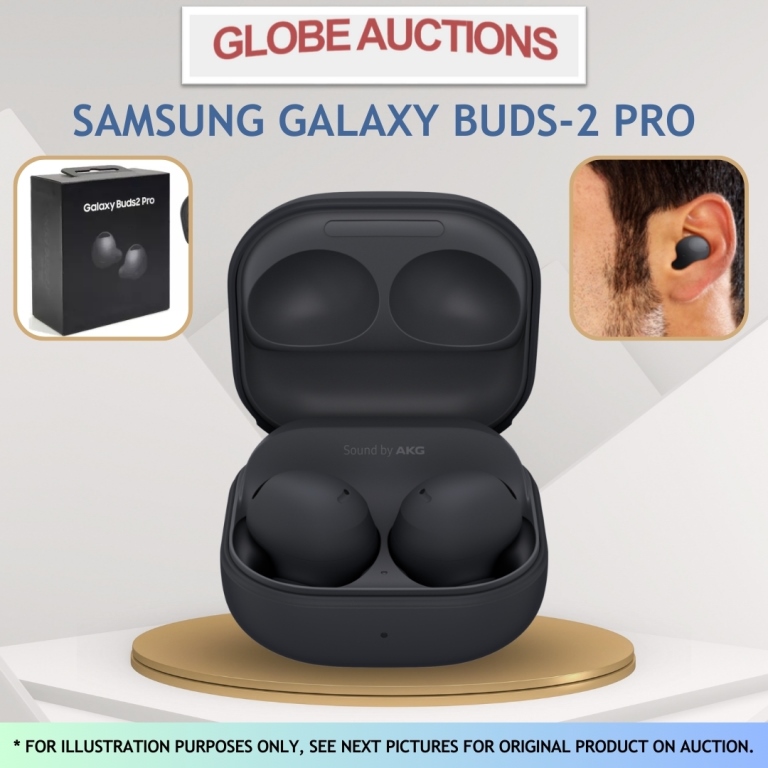 GLOBE AUCTIONS
SAMSUNG GALAXY BUDS-2 PRO
Galaxy Buds2 Pro
Sound by AKG
* FOR ILLUSTRATION PURPOSES ONLY, SEE NEXT PICTURES FOR ORIGINAL PRODUCT ON AUCTION.